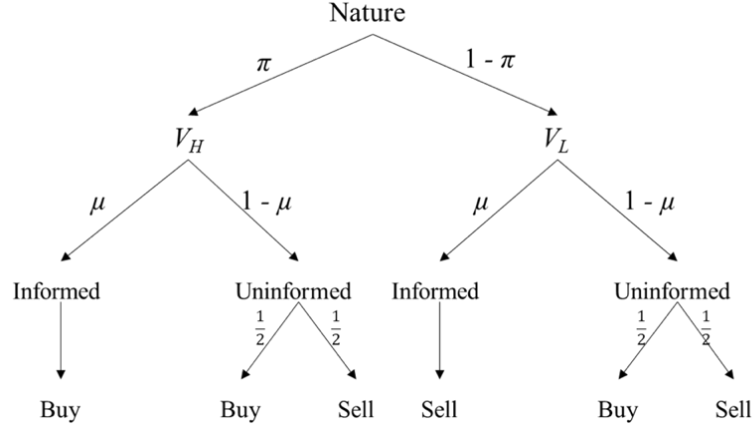 Nature
π 1 - π
V_H V_L
μ 1 - μ μ 1 - μ
Informed Uninformed Informed Uninformed
1/2 1/2 1/2 1/2
Buy Buy Sell Sell Buy Sell